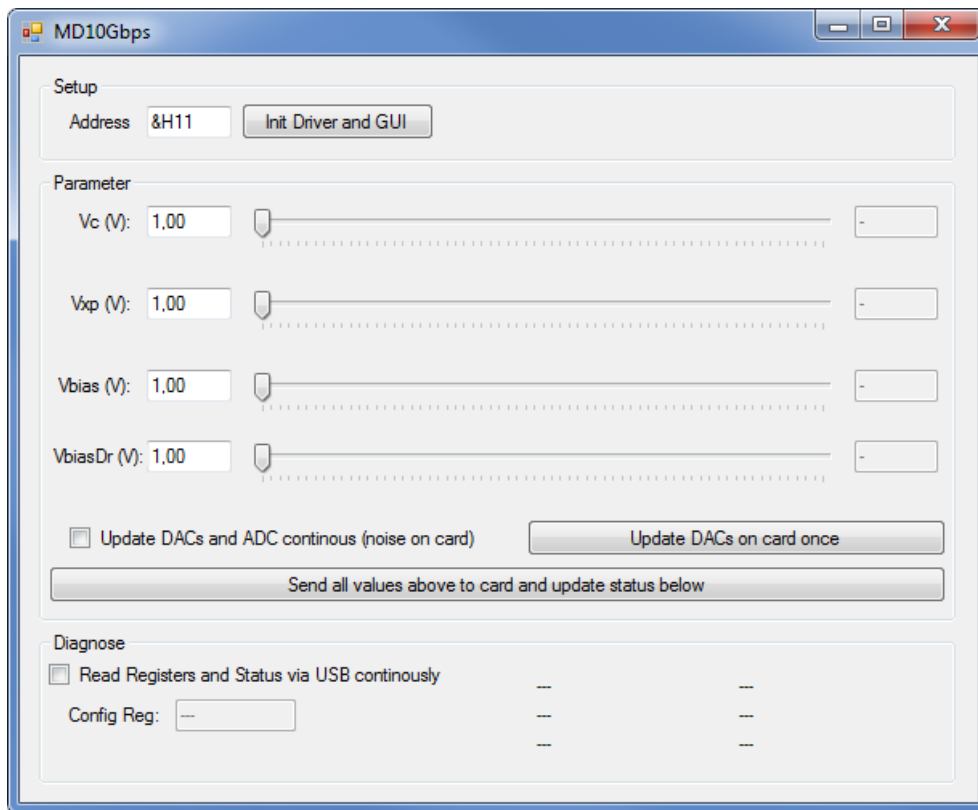 MD10Gbps
Setup
Address &H11 Init Driver and GUI
Parameter
Vc (V): 1,00 -
Vxp (V): 1,00 -
Vbias (V): 1,00 -
VbiasDr (V): 1,00 -
Update DACs and ADC continous (noise on card) Update DACs on card once
Send all values above to card and update status below
Diagnose
Read Registers and Status via USB continously
--- ---
Config Reg: --- --- ---
--- ---